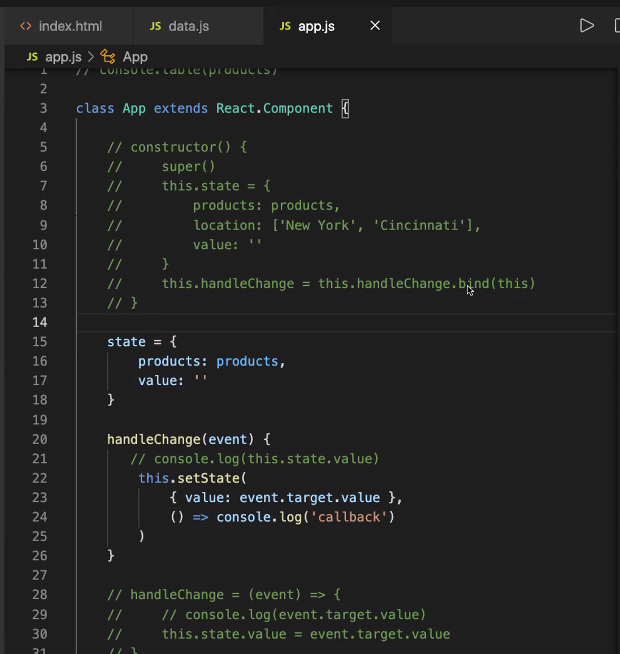 index.html
JS data.js
JS app.js ×
JS app.js > App
1 // console.table(products)
2
3 class App extends React.Component {
4
5 // constructor() {
6 //     super()
7 //     this.state = {
8 //         products: products,
9 //         location: ['New York', 'Cincinnati'],
10 //         value: ''
11 //     }
12 //     this.handleChange = this.handleChange.bind(this)
13 // }
14
15 state = {
16     products: products,
17     value: ''
18 }
19
20 handleChange(event) {
21    // console.log(this.state.value)
22     this.setState(
23         { value: event.target.value },
24         () => console.log('callback')
25     )
26 }
27
28 // handleChange = (event) => {
29 //     // console.log(event.target.value)
30 //     this.state.value = event.target.value
31 // }